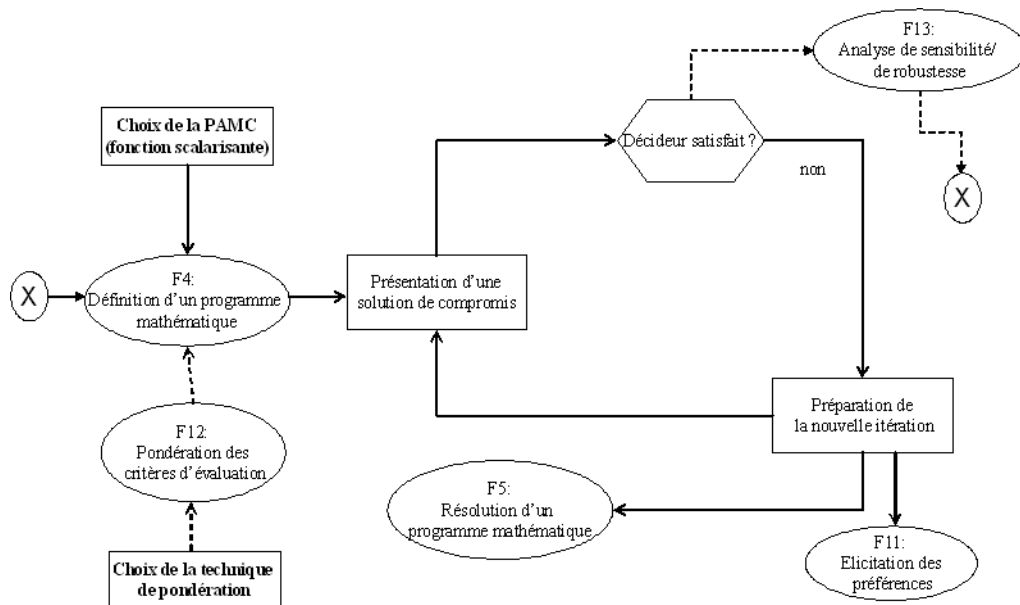 F13:
Analyse de sensibilité/
de robustesse
Choix de la PAMC
(fonction scalarisante)
Décideur satisfait ?
non
X
F4:
Définition d'un programme
mathématique
X
Présentation d'une
solution de compromis
Préparation de
la nouvelle itération
F12:
Pondération des
critères d'évaluation
F5:
Résolution d'un
programme mathématique
F11:
Elicitation des
préférences
Choix de la technique
de pondération